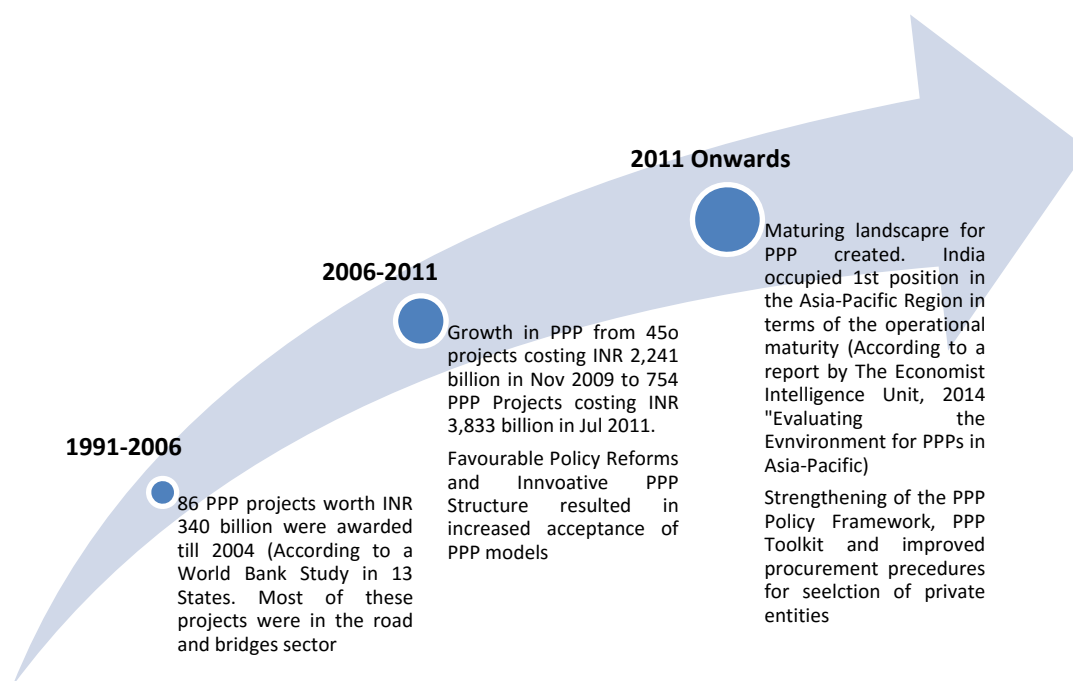 1991-2006
86 PPP projects worth INR
340 billion were awarded
till 2004 (According to a
World Bank Study in 13
States. Most of these
projects were in the road
and bridges sector
2006-2011
Growth in PPP from 45o
projects costing INR 2,241
billion in Nov 2009 to 754
PPP Projects costing INR
3,833 billion in Jul 2011.
Favourable Policy Reforms
and Innvoative PPP
Structure resulted in
increased acceptance of
PPP models
2011 Onwards
Maturing landscapre for
PPP created. India
occupied 1st position in
the Asia-Pacific Region in
terms of the operational
maturity (According to a
report by The Economist
Intelligence Unit, 2014
"Evaluating the
Evnvironment for PPPs in
Asia-Pacific)
Strengthening of the PPP
Policy Framework, PPP
Toolkit and improved
procurement precedures
for seelction of private
entities